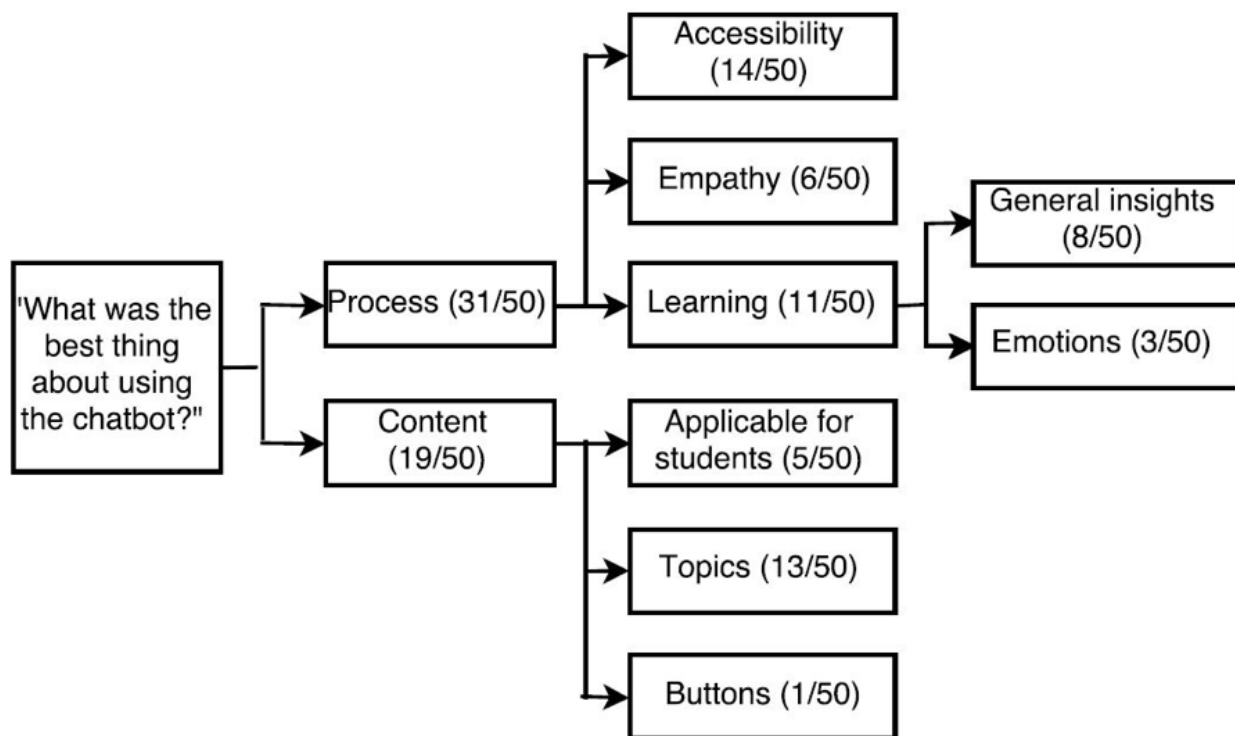 "What was the
best thing
about using
the chatbot?"
Process (31/50)
Content
(19/50)
Accessibility
(14/50)
Empathy (6/50)
Learning (11/50)
General insights
(8/50)
Emotions (3/50)
Applicable for
students (5/50)
Topics (13/50)
Buttons (1/50)